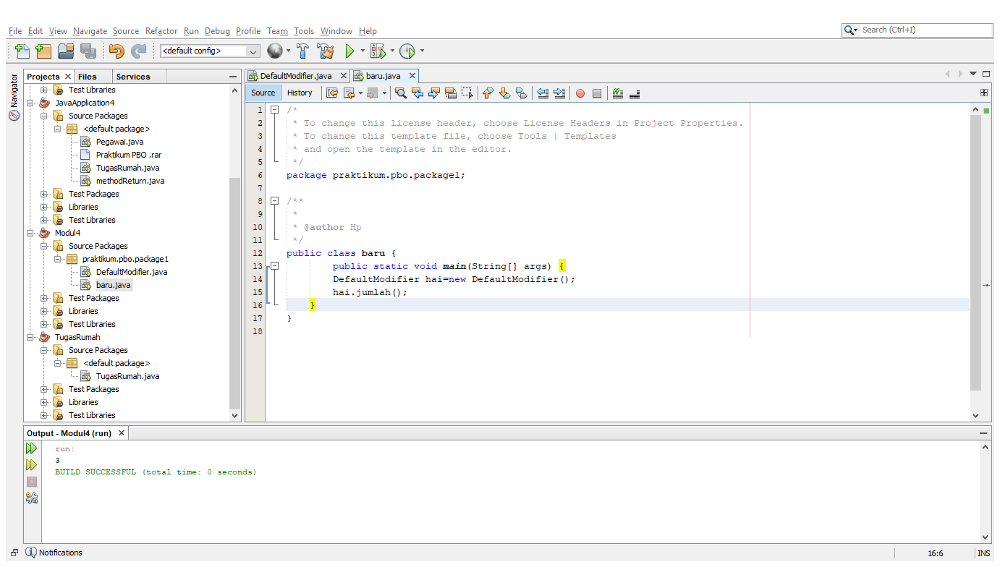 File Edit View Navigate Source Refactor Run Debug Profile Team Tools Window Help
Search (Ctrl+I)
<default config>
Navigator
Projects Files Services
Test Libraries
JavaApplication4
Source Packages
<default package>
Pegawai.java
Praktikum PBO .rar
TugasRumah.java
methodReturn.java
Test Packages
Libraries
Test Libraries
Modul4
Source Packages
praktikum.pbo.package1
DefaultModifier.java
baru.java
Test Packages
Libraries
Test Libraries
TugasRumah
Source Packages
<default package>
TugasRumah.java
Test Packages
Libraries
Test Libraries
DefaultModifier.java baru.java
Source History
1 /*
2 * To change this license header, choose License Headers in Project Properties.
3 * To change this template file, choose Tools | Templates
4 * and open the template in the editor.
5 */
6 package praktikum.pbo.package1;
7
8 /**
9 *
10 * @author Hp
11 */
12 public class baru {
13 public static void main(String[] args) {
14 DefaultModifier hai=new DefaultModifier();
15 hai.jumlah();
16 }
17 }
18
Output - Modul4 (run)
run:
3
BUILD SUCCESSFUL (total time: 0 seconds)
Notifications
16:6 INS